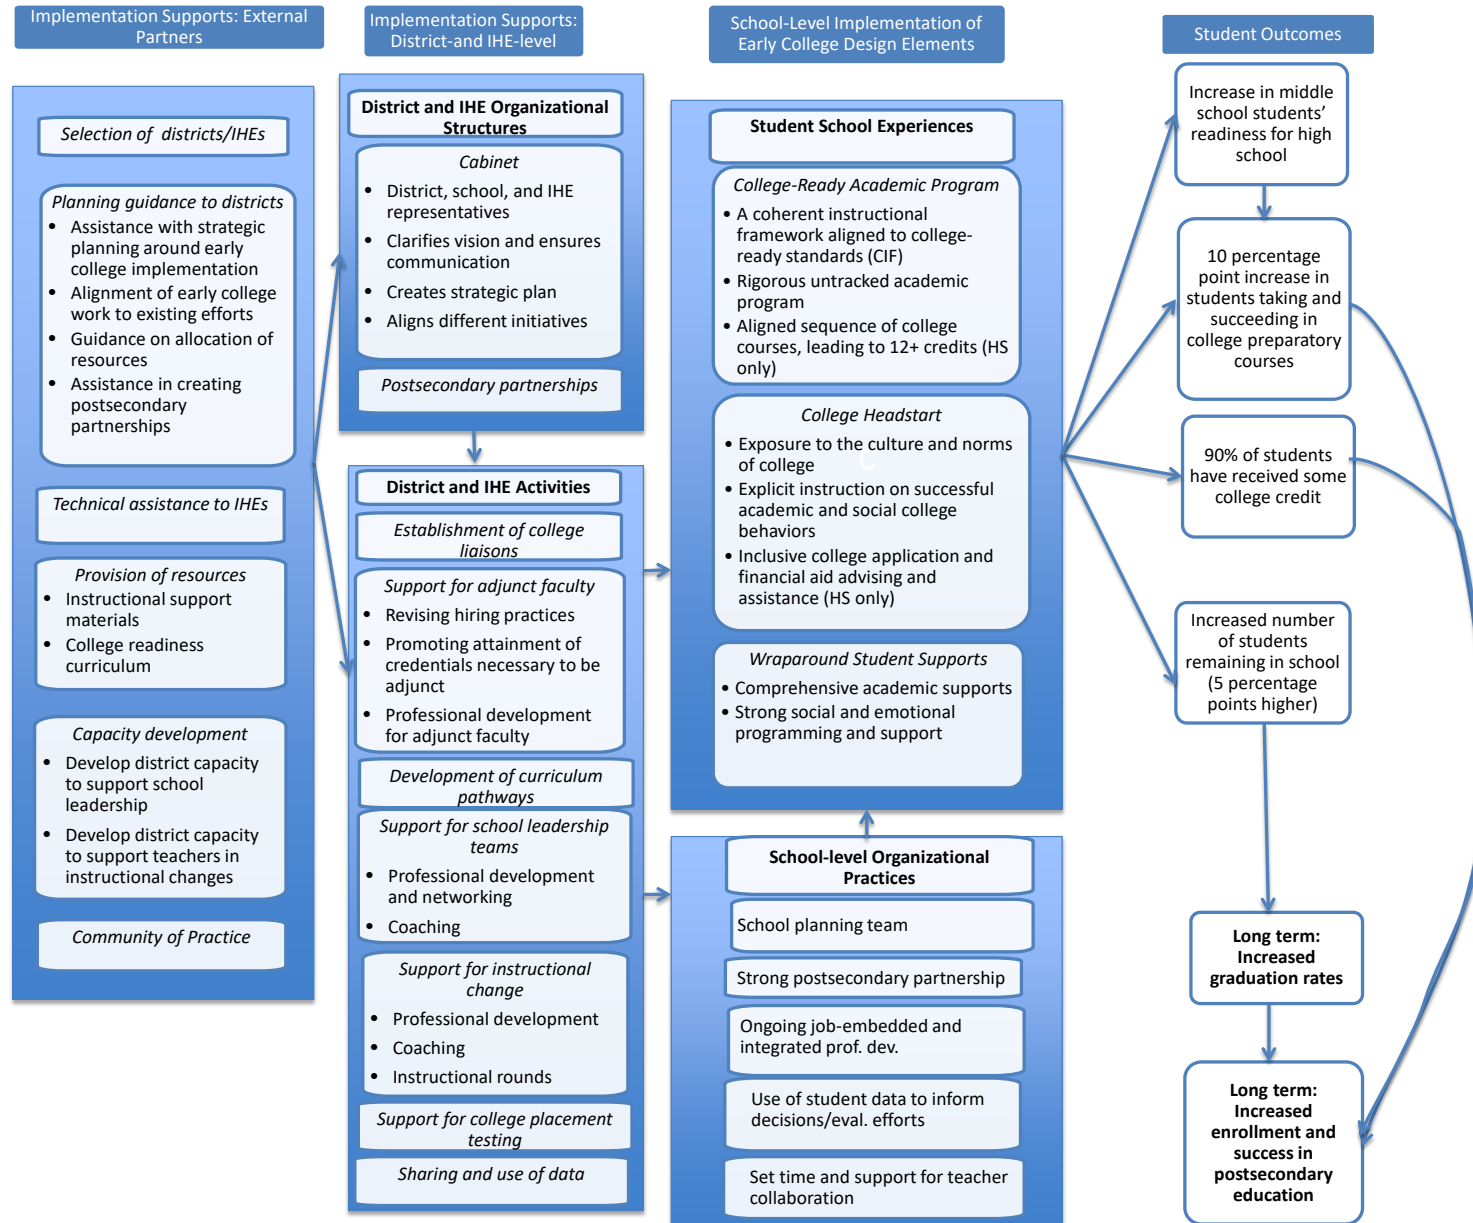 Implementation Supports: External
Partners
Selection of districts/IHEs
Planning guidance to districts
• Assistance with strategic
planning around early
college implementation
• Alignment of early college
work to existing efforts
• Guidance on allocation of
resources
• Assistance in creating
postsecondary
partnerships
Technical assistance to IHEs
Provision of resources
• Instructional support
materials
• College readiness
curriculum
Capacity development
• Develop district capacity
to support school
leadership
• Develop district capacity
to support teachers in
instructional changes
Community of Practice
Implementation Supports:
District-and IHE-level
District and IHE Organizational
Structures
Cabinet
• District, school, and IHE
representatives
• Clarifies vision and ensures
communication
• Creates strategic plan
• Aligns different initiatives
Postsecondary partnerships
District and IHE Activities
Establishment of college
liaisons
Support for adjunct faculty
• Revising hiring practices
• Promoting attainment of
credentials necessary to be
adjunct
• Professional development
for adjunct faculty
Development of curriculum
pathways
Support for school leadership
teams
• Professional development
and networking
• Coaching
Support for instructional
change
• Professional development
• Coaching
• Instructional rounds
Support for college placement
testing
Sharing and use of data
School-Level Implementation of
Early College Design Elements
Student School Experiences
College-Ready Academic Program
• A coherent instructional
framework aligned to college-
ready standards (CIF)
• Rigorous untracked academic
program
• Aligned sequence of college
courses, leading to 12+ credits (HS
only)
College Headstart
• Exposure to the culture and norms
of college
C
• Explicit instruction on successful
academic and social college
behaviors
• Inclusive college application and
financial aid advising and
assistance (HS only)
Wraparound Student Supports
• Comprehensive academic supports
• Strong social and emotional
programming and support
School-level Organizational
Practices
School planning team
Strong postsecondary partnership
Ongoing job-embedded and
integrated prof. dev.
Use of student data to inform
decisions/eval. efforts
Set time and support for teacher
collaboration
Student Outcomes
Increase in middle
school students’
readiness for high
school
10 percentage
point increase in
students taking and
succeeding in
college preparatory
courses
90% of students
have received some
college credit
Increased number
of students
remaining in school
(5 percentage
points higher)
Long term:
Increased
graduation rates
Long term:
Increased
enrollment and
success in
postsecondary
education